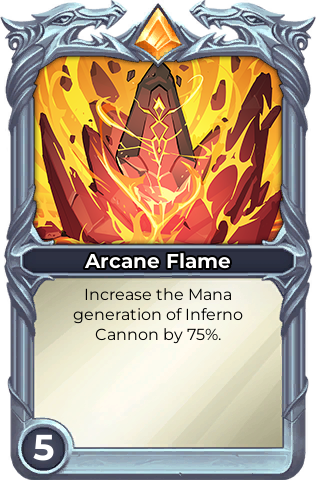 Arcane Flame
Increase the Mana
generation of Inferno
Cannon by 75%.
5